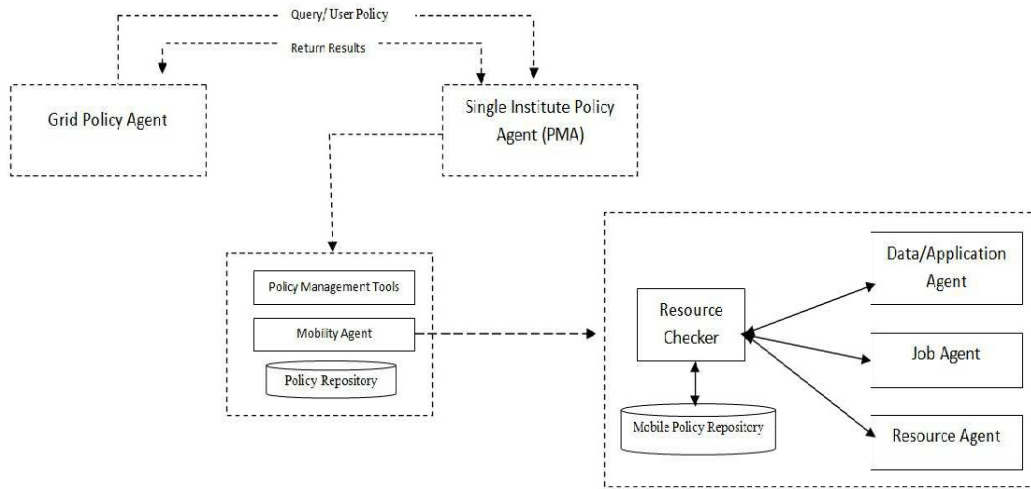 Query/ User Policy
Return Results
Grid Policy Agent
Single Institute Policy
Agent (PMA)
Policy Management Tools
Mobility Agent
Policy Repository
Resource
Checker
Mobile Policy Repository
Data/Application
Agent
Job Agent
Resource Agent